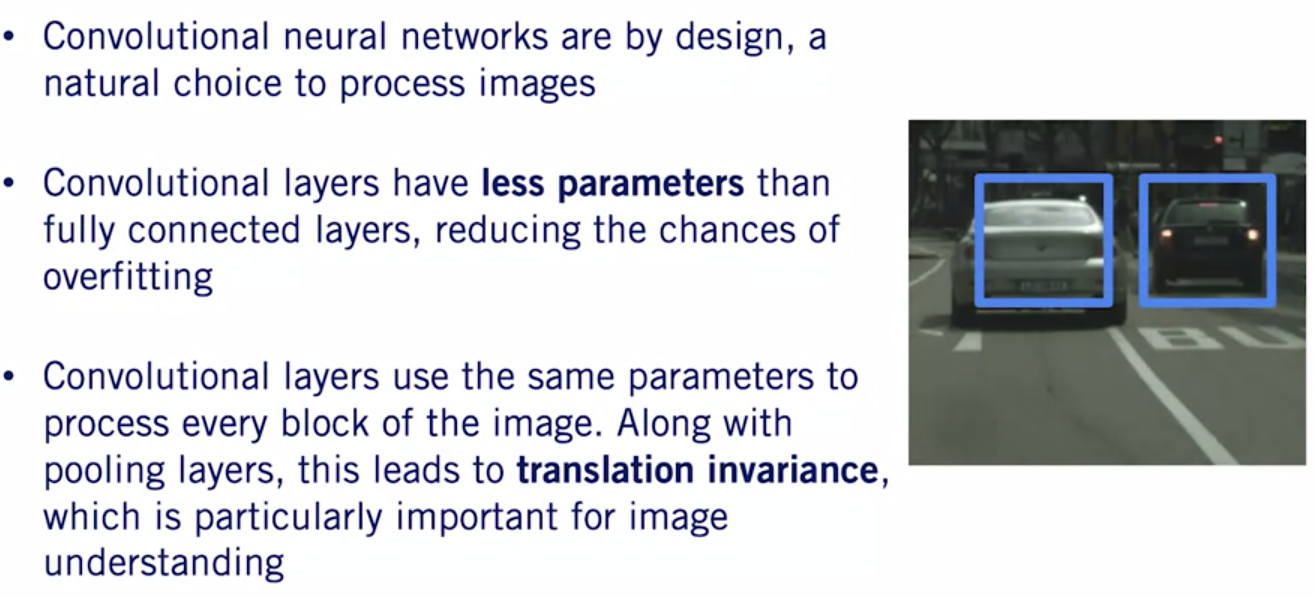 • Convolutional neural networks are by design, a
natural choice to process images
• Convolutional layers have less parameters than
fully connected layers, reducing the chances of
overfitting
• Convolutional layers use the same parameters to
process every block of the image. Along with
pooling layers, this leads to translation invariance,
which is particularly important for image
understanding
BU